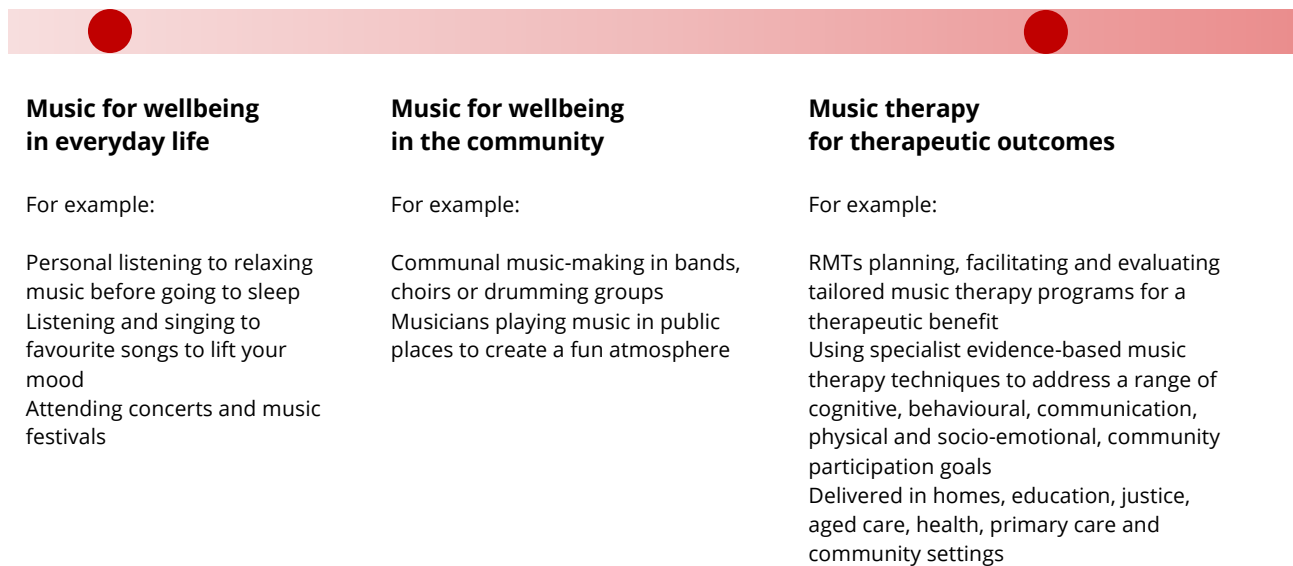 Music for wellbeing
in everyday life
For example:
Personal listening to relaxing
music before going to sleep
Listening and singing to
favourite songs to lift your
mood
Attending concerts and music
festivals
Music for wellbeing
in the community
For example:
Communal music-making in bands,
choirs or drumming groups
Musicians playing music in public
places to create a fun atmosphere
Music therapy
for therapeutic outcomes
For example:
RMTs planning, facilitating and evaluating
tailored music therapy programs for a
therapeutic benefit
Using specialist evidence-based music
therapy techniques to address a range of
cognitive, behavioural, communication,
physical and socio-emotional, community
participation goals
Delivered in homes, education, justice,
aged care, health, primary care and
community settings